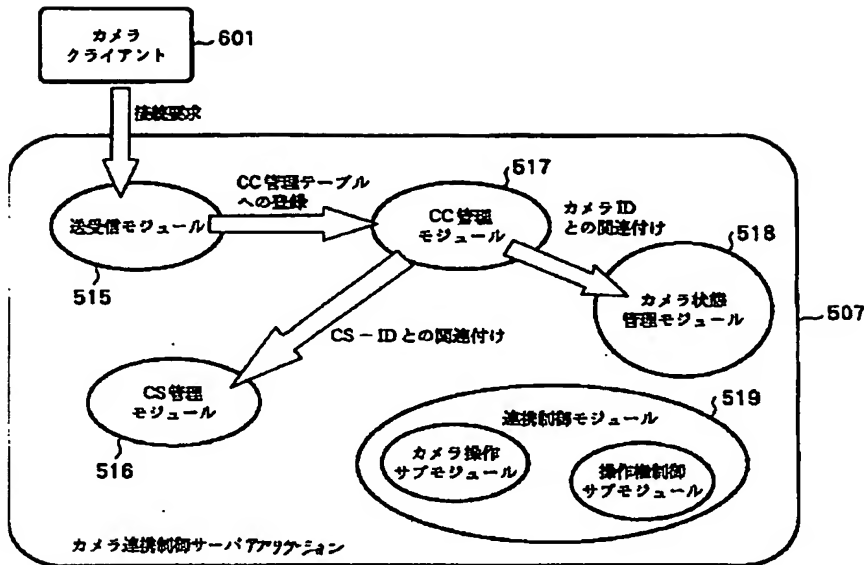 カメラ
クライアント
601
接続要求
517
CC管理テーブル
への登録
CC管理
モジュール
カメラID
との関連付け
518
送受信モジュール
515
カメラ状態
管理モジュール
507
CS-IDとの関連付け
CS管理
モジュール
516
519
連携制御モジュール
カメラ操作
サブモジュール
操作権制御
サブモジュール
カメラ連携制御サーバアプリケーション